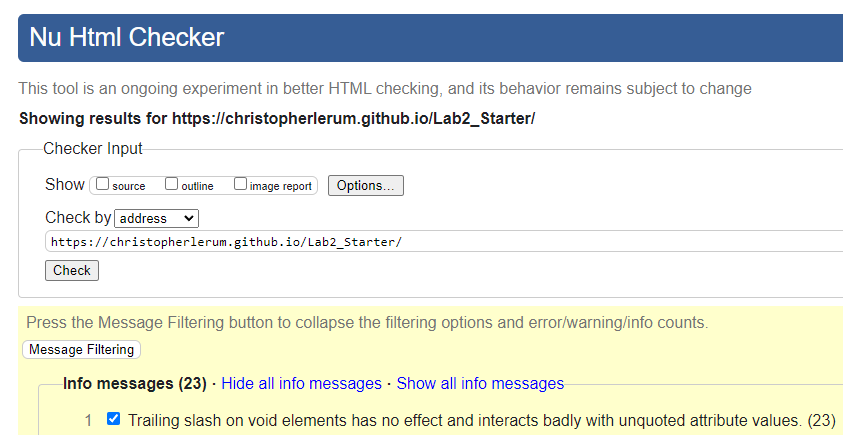 Nu Html Checker
This tool is an ongoing experiment in better HTML checking, and its behavior remains subject to change
Showing results for https://christopherlerum.github.io/Lab2_Starter/
Checker Input
Show source outline image report Options...
Check by address
https://christopherlerum.github.io/Lab2_Starter/
Check
Press the Message Filtering button to collapse the filtering options and error/warning/info counts.
Message Filtering
Info messages (23) · Hide all info messages · Show all info messages
1 Trailing slash on void elements has no effect and interacts badly with unquoted attribute values. (23)